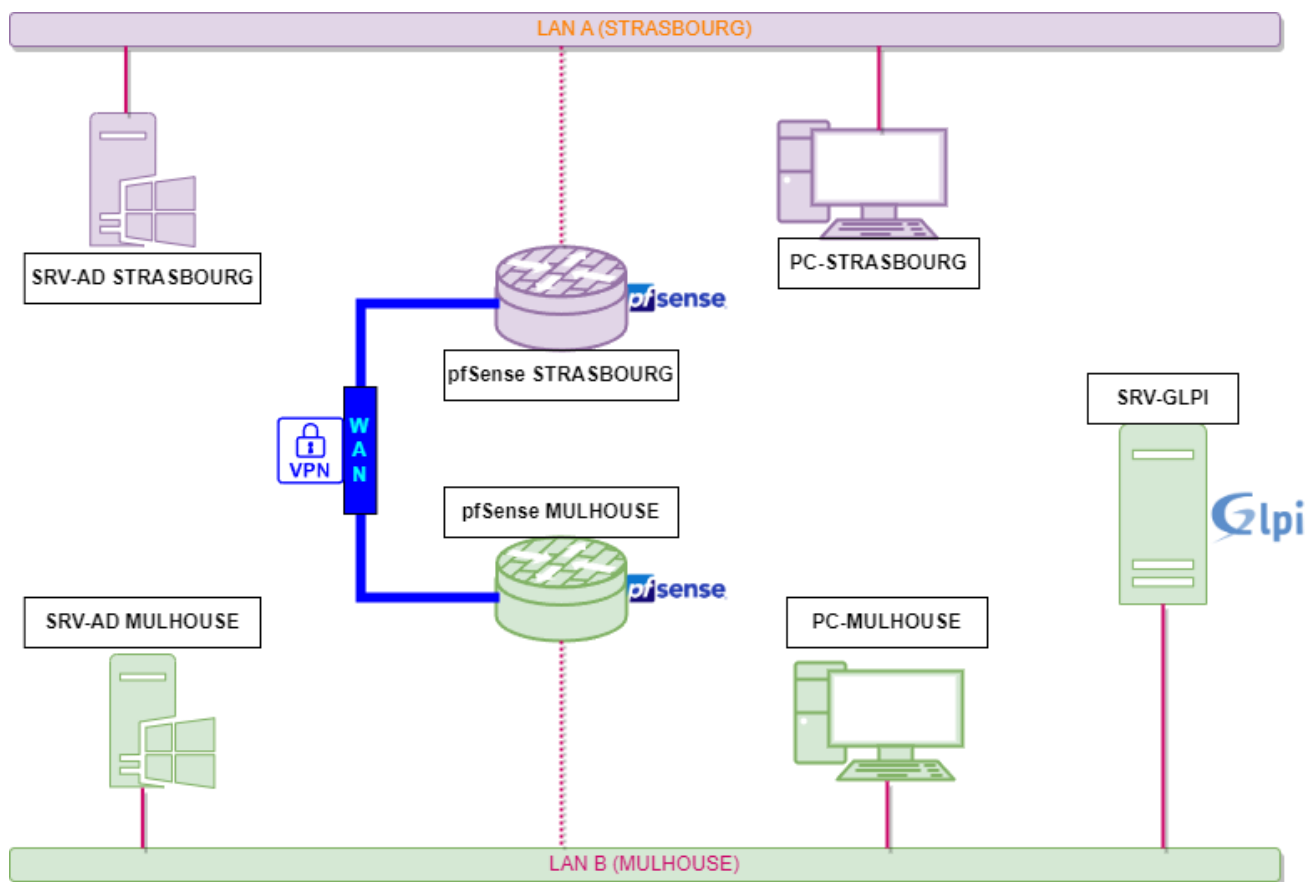 LAN A (STRASBOURG)
SRV-AD STRASBOURG
PC-STRASBOURG
pfsense
pfSense STRASBOURG
SRV-GLPI
WAN
VPN
pfSense MULHOUSE
Glpi
pfsense
SRV-AD MULHOUSE
PC-MULHOUSE
LAN B (MULHOUSE)